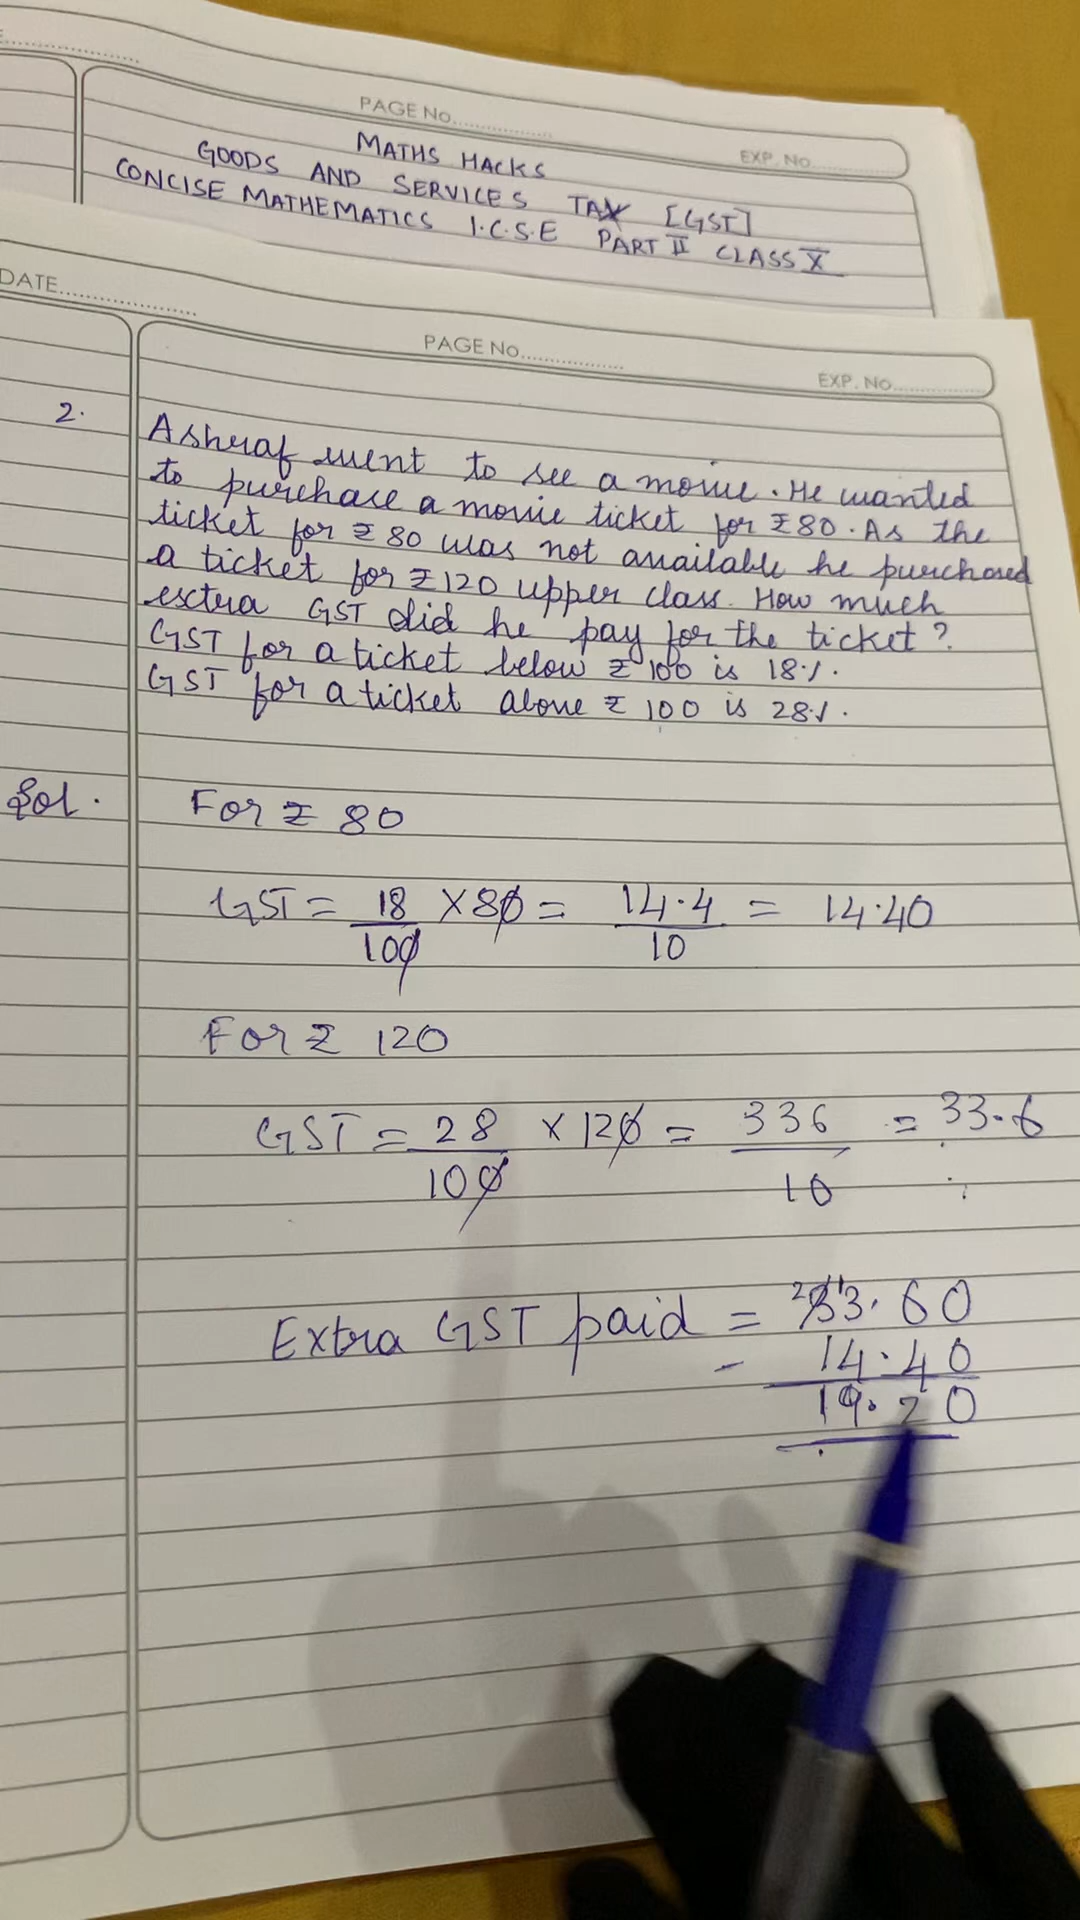 PAGE No.
EXP. No.
MATHS HACKS
GOODS AND SERVICES TAX [GST]
CONCISE MATHEMATICS I.C.S.E PART II CLASS X
DATE
PAGE No.
EXP. No.
2. Ashraf went to see a movie. He wanted
to purchase a movie ticket for ₹80. As the
ticket for ₹80 was not available he purchased
a ticket for ₹120 upper class. How much
extra GST did he pay for the ticket?
GST for a ticket below ₹100 is 18%.
GST for a ticket above ₹100 is 28%.
Sol. For ₹ 80
GST = 18/100 × 80 = 14.4/10 = 14.40
For ₹ 120
GST = 28/100 × 120 = 336/10 = 33.6
Extra GST paid = 33.60
- 14.40
19.20